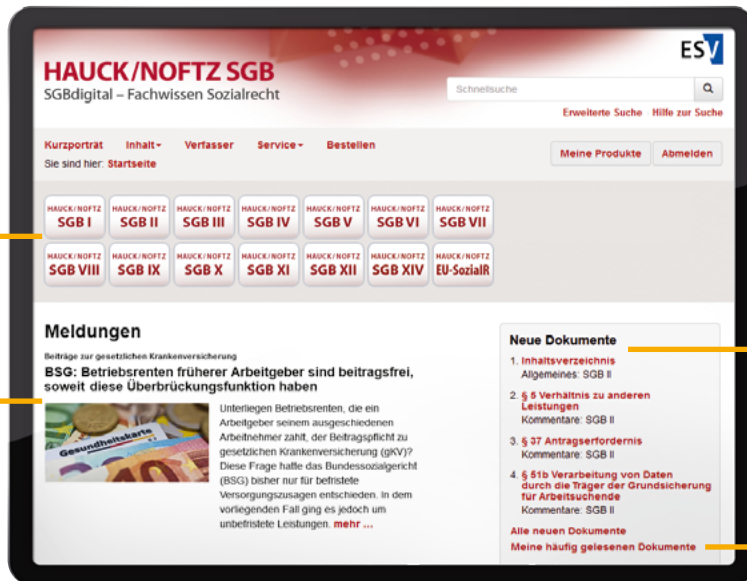 ESV
HAUCK/NOFTZ SGB
SGBdigital – Fachwissen Sozialrecht
Schnellsuche
Erweiterte Suche Hilfe zur Suche
Kurzporträt Inhalt Verfasser Service Bestellen
Meine Produkte Abmelden
Sie sind hier: Startseite
HAUCK/NOFTZ HAUCK/NOFTZ HAUCK/NOFTZ HAUCK/NOFTZ HAUCK/NOFTZ HAUCK/NOFTZ HAUCK/NOFTZ
SGB I SGB II SGB III SGB IV SGB V SGB VI SGB VII
HAUCK/NOFTZ HAUCK/NOFTZ HAUCK/NOFTZ HAUCK/NOFTZ HAUCK/NOFTZ HAUCK/NOFTZ HAUCK/NOFTZ
SGB VIII SGB IX SGB X SGB XI SGB XII SGB XIV EU-SozialR
Meldungen
Beiträge zur gesetzlichen Krankenversicherung
BSG: Betriebsrenten früherer Arbeitgeber sind beitragsfrei,
soweit diese Überbrückungsfunktion haben
Gesundheitskarte
Unterliegen Betriebsrenten, die ein
Arbeitgeber seinem ausgeschiedenen
Arbeitnehmer zahlt, der Beitragspflicht zu
gesetzlichen Krankenversicherung (gKV)?
Diese Frage hatte das Bundessozialgericht
(BSG) bisher nur für befristete
Versorgungszusagen entschieden. In dem
vorliegenden Fall ging es jedoch um
unbefristete Leistungen. mehr ...
Neue Dokumente
1. Inhaltsverzeichnis
Allgemeines: SGB II
2. § 5 Verhältnis zu anderen
Leistungen
Kommentare: SGB II
3. § 37 Antragserfordernis
Kommentare: SGB II
4. § 51b Verarbeitung von Daten
durch die Träger der Grundsicherung
für Arbeitsuchende
Kommentare: SGB II
Alle neuen Dokumente
Meine häufig gelesenen Dokumente